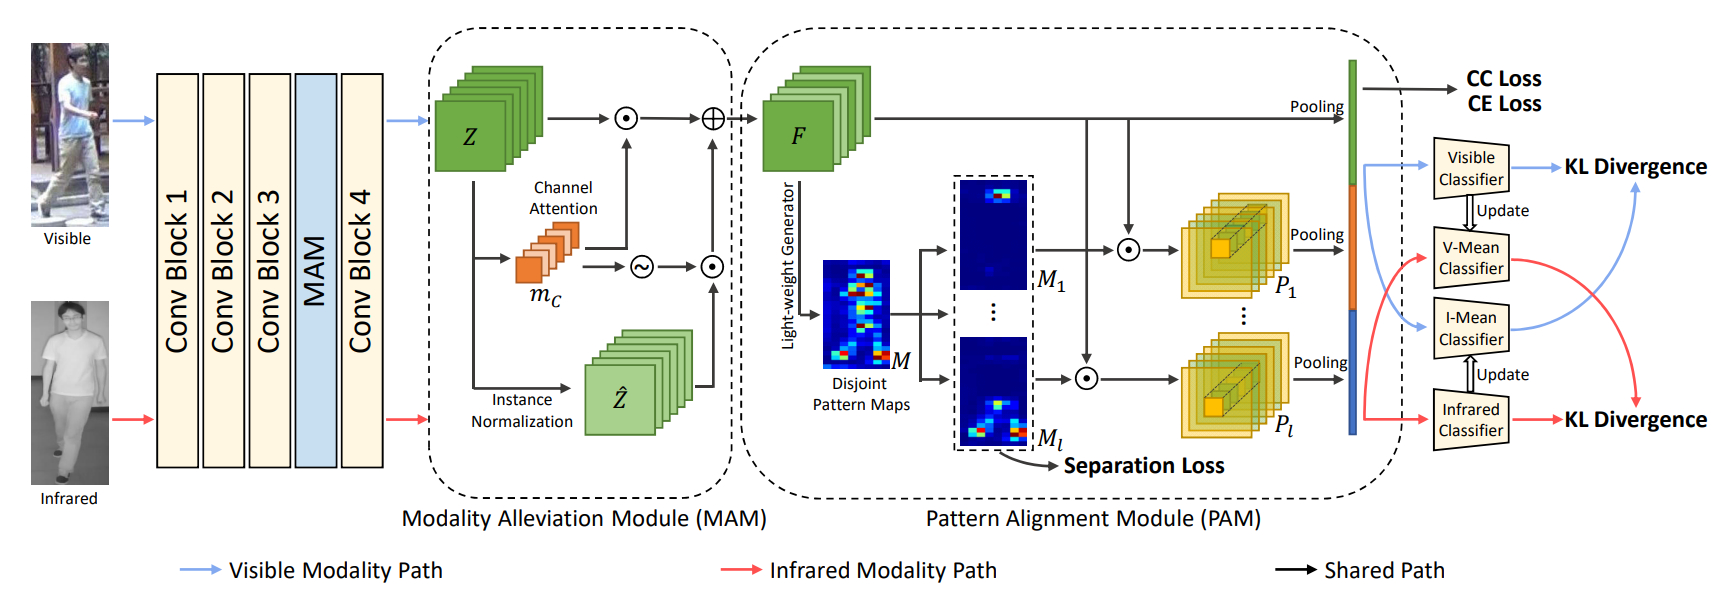 Visible
Infrared
Conv Block 1
Conv Block 2
Conv Block 3
MAM
Conv Block 4
Z
Channel
Attention
m_C
~
Instance
Normalization
Ẑ
Modality Alleviation Module (MAM)
F
Light-weight Generator
M
Disjoint
Pattern Maps
M_1
...
M_l
Separation Loss
P_1
...
P_l
Pooling
Pooling
Pooling
Pattern Alignment Module (PAM)
CC Loss
CE Loss
Visible
Classifier
KL Divergence
Update
V-Mean
Classifier
I-Mean
Classifier
Update
Infrared
Classifier
KL Divergence
Visible Modality Path
Infrared Modality Path
Shared Path